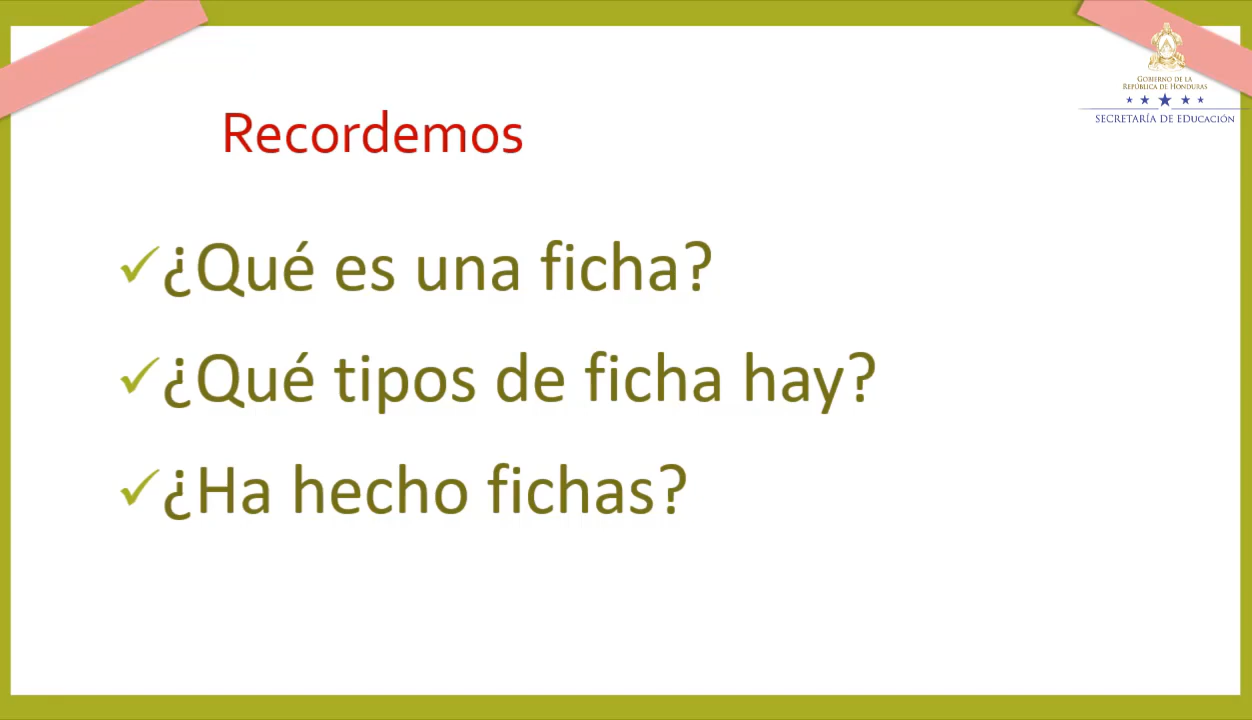 GOBIERNO DE LA
REPÚBLICA DE HONDURAS
SECRETARÍA DE EDUCACIÓN
Recordemos
¿Qué es una ficha?
¿Qué tipos de ficha hay?
¿Ha hecho fichas?